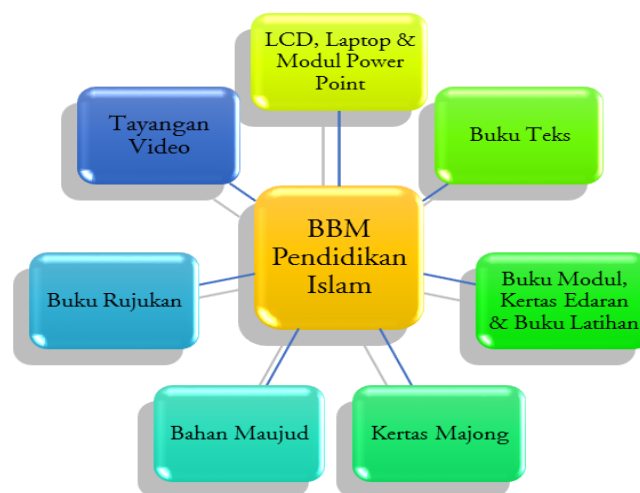 LCD, Laptop &
Modul Power
Point
Tayangan
Video
Buku Teks
BBM
Pendidikan
Islam
Buku Rujukan
Buku Modul,
Kertas Edaran
& Buku Latihan
Bahan Maujud
Kertas Majong